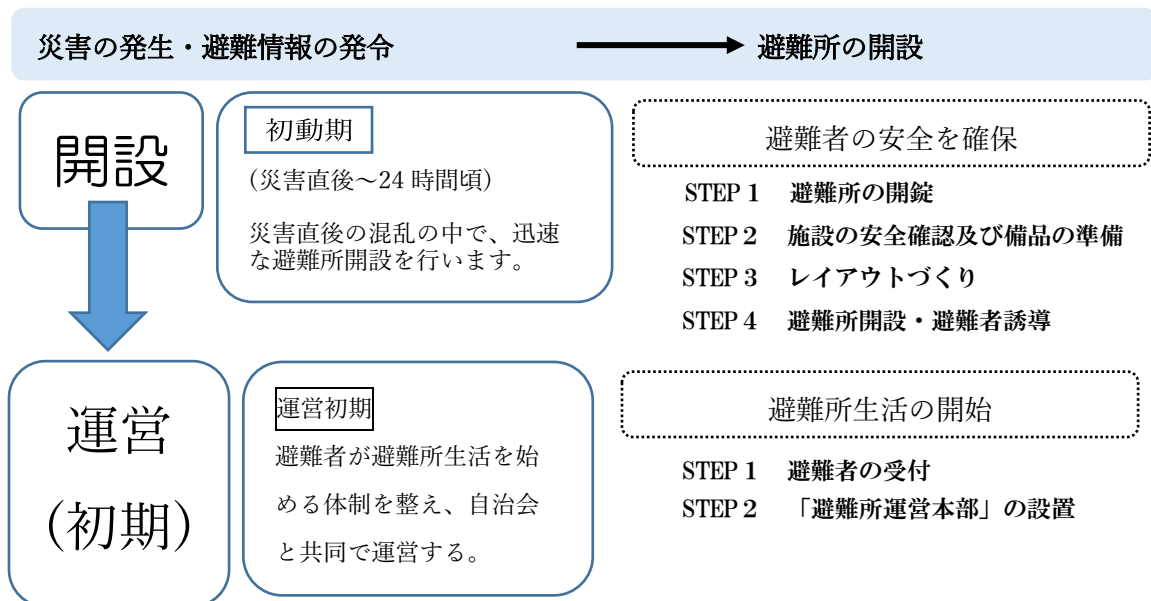 災害の発生・避難情報の発令
避難所の開設
開設
初動期
(災害直後～24 時間頃)
災害直後の混乱の中で、迅速
な避難所開設を行います。
避難者の安全を確保
STEP 1 避難所の開錠
STEP 2 施設の安全確認及び備品の準備
STEP 3 レイアウトづくり
STEP 4 避難所開設・避難者誘導
運営
(初期)
運営初期
避難者が避難所生活を始
める体制を整え、自治会
と共同で運営する。
避難所生活の開始
STEP 1 避難者の受付
STEP 2 「避難所運営本部」の設置